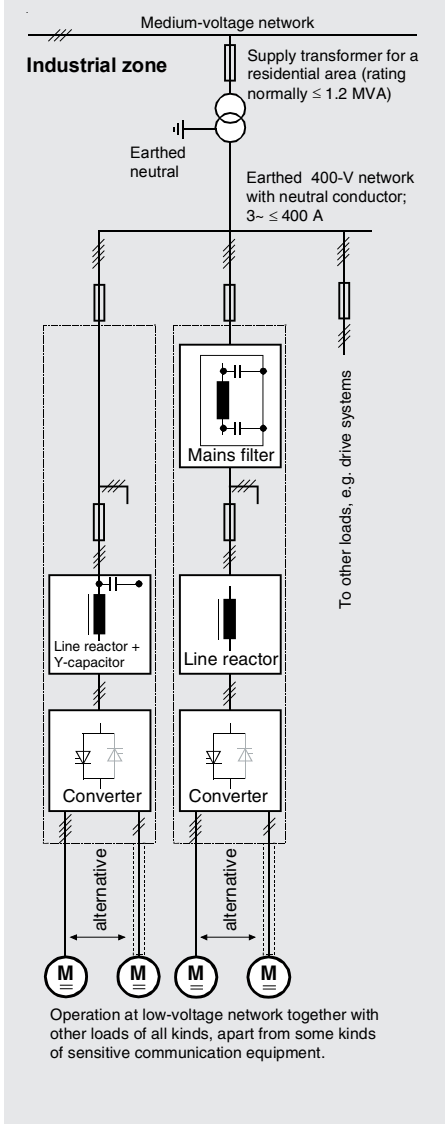 Medium-voltage network
Industrial zone
Supply transformer for a
residential area (rating
normally ≤ 1.2 MVA)
Earthed
neutral
Earthed 400-V network
with neutral conductor;
3~ ≤ 400 A
Mains filter
To other loads, e.g. drive systems
Line reactor +
Y-capacitor
Line reactor
Converter
Converter
alternative
alternative
M
M
M
M
Operation at low-voltage network together with
other loads of all kinds, apart from some kinds
of sensitive communication equipment.